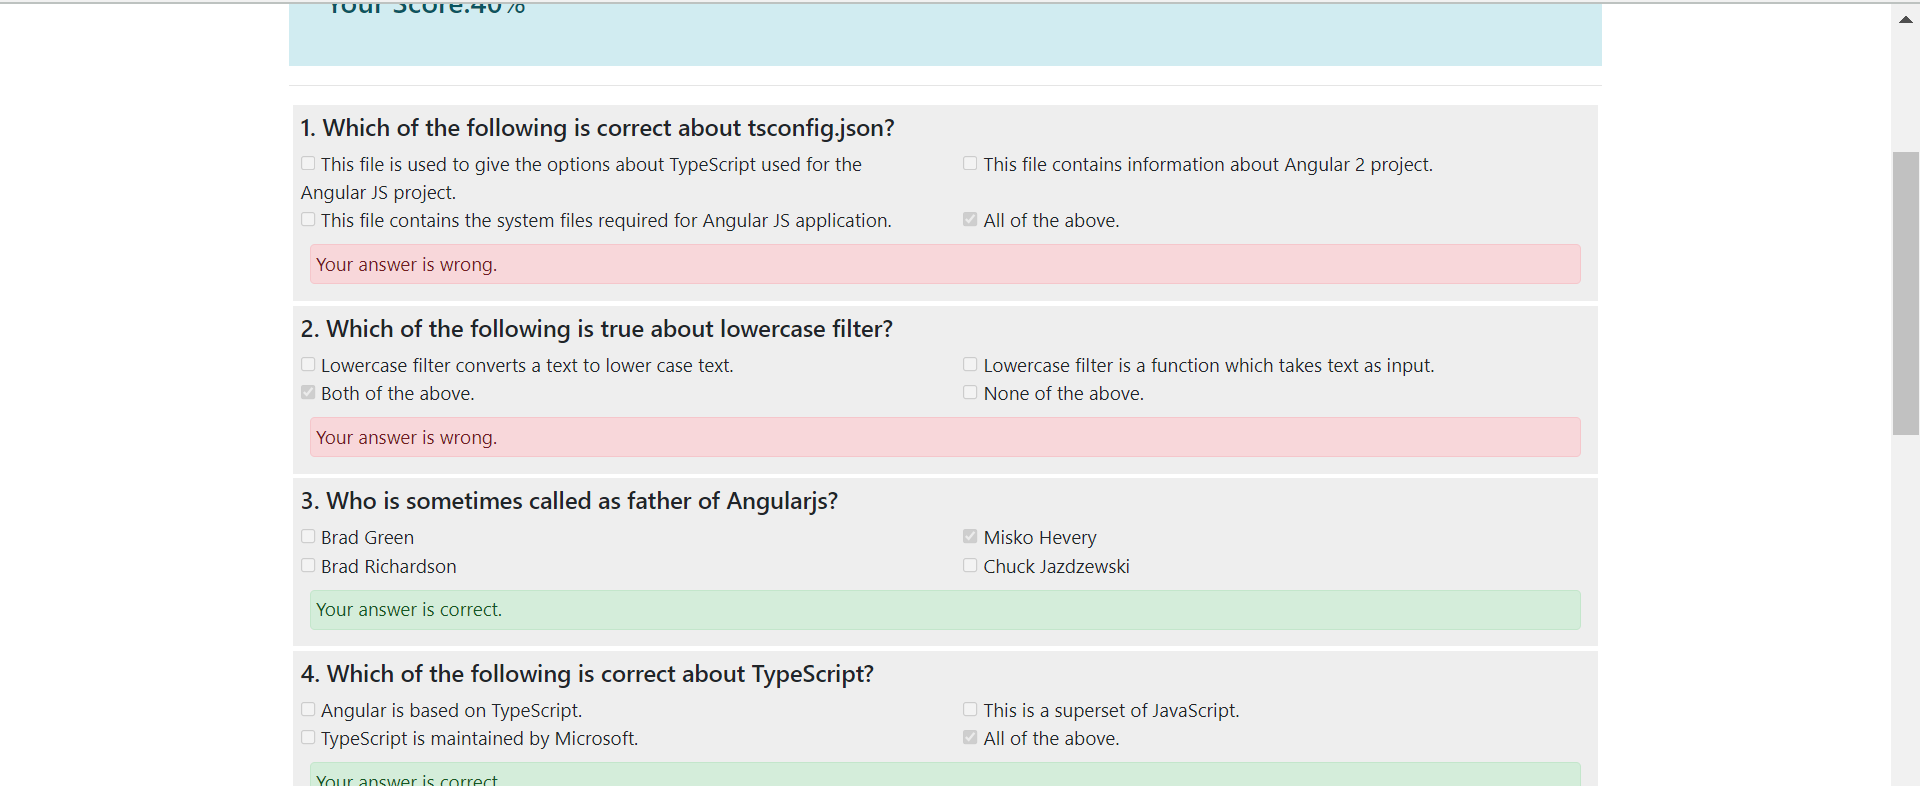 Your Score:40%
1. Which of the following is correct about tsconfig.json?
This file is used to give the options about TypeScript used for the
Angular JS project.
This file contains information about Angular 2 project.
This file contains the system files required for Angular JS application.
All of the above.
Your answer is wrong.
2. Which of the following is true about lowercase filter?
Lowercase filter converts a text to lower case text.
Lowercase filter is a function which takes text as input.
Both of the above.
None of the above.
Your answer is wrong.
3. Who is sometimes called as father of Angularjs?
Brad Green
Misko Hevery
Brad Richardson
Chuck Jazdzewski
Your answer is correct.
4. Which of the following is correct about TypeScript?
Angular is based on TypeScript.
This is a superset of JavaScript.
TypeScript is maintained by Microsoft.
All of the above.
Your answer is correct